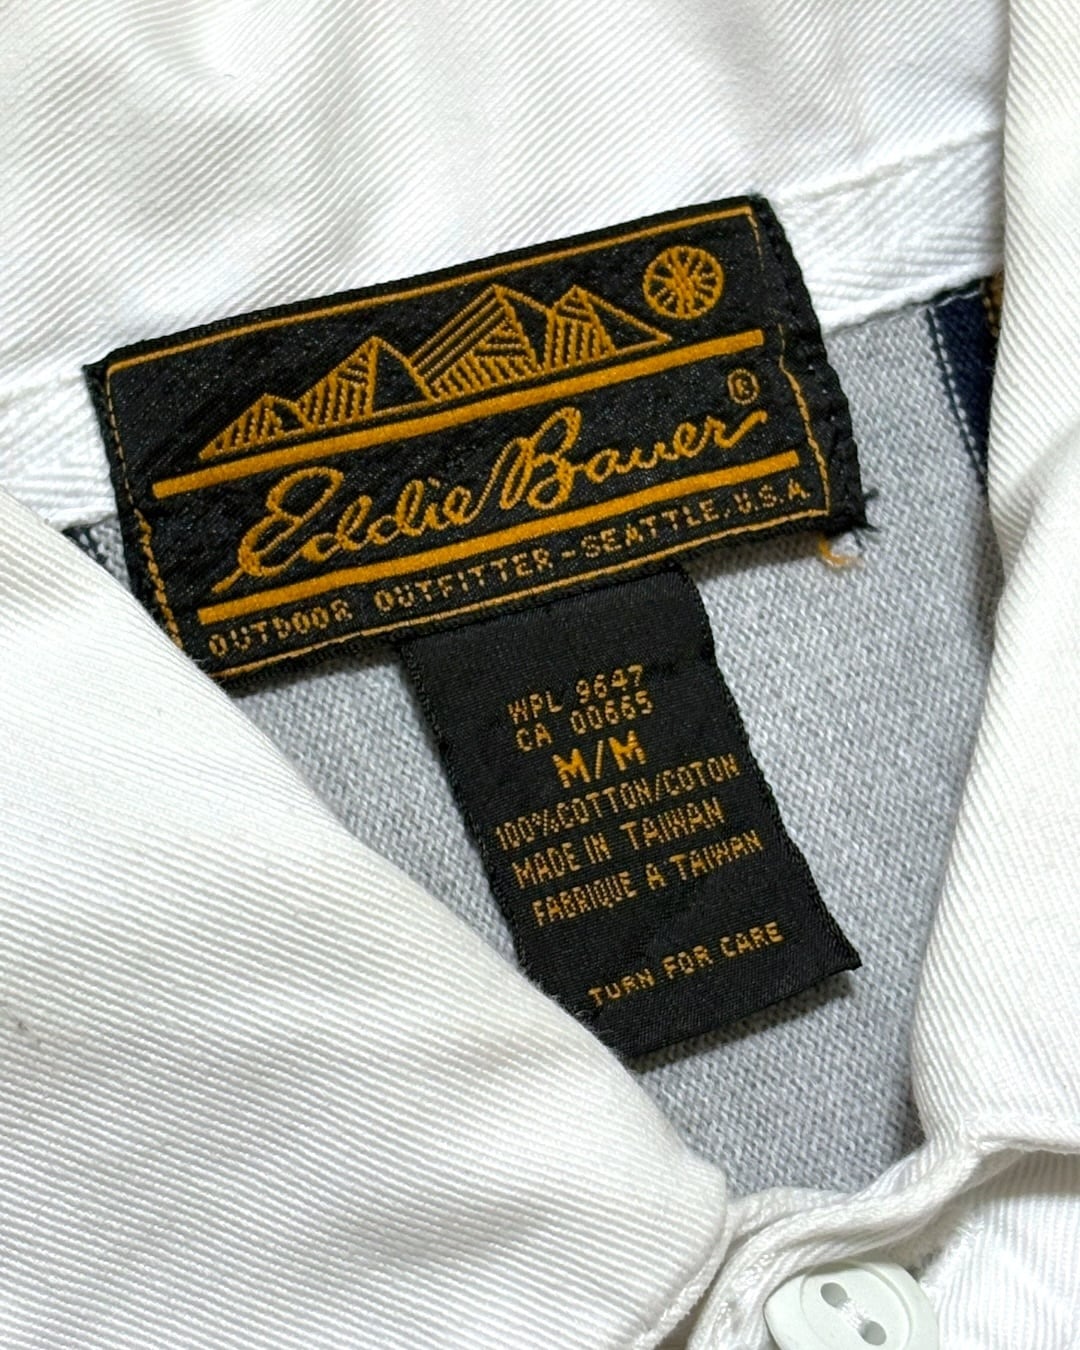 Eddie Bauer ®
OUTDOOR OUTFITTER - SEATTLE, U.S.A
WPL 9647
CA 00665
M/M
100% COTTON/COTON
MADE IN TAIWAN
FABRIQUE A TAIWAN
TURN FOR CARE